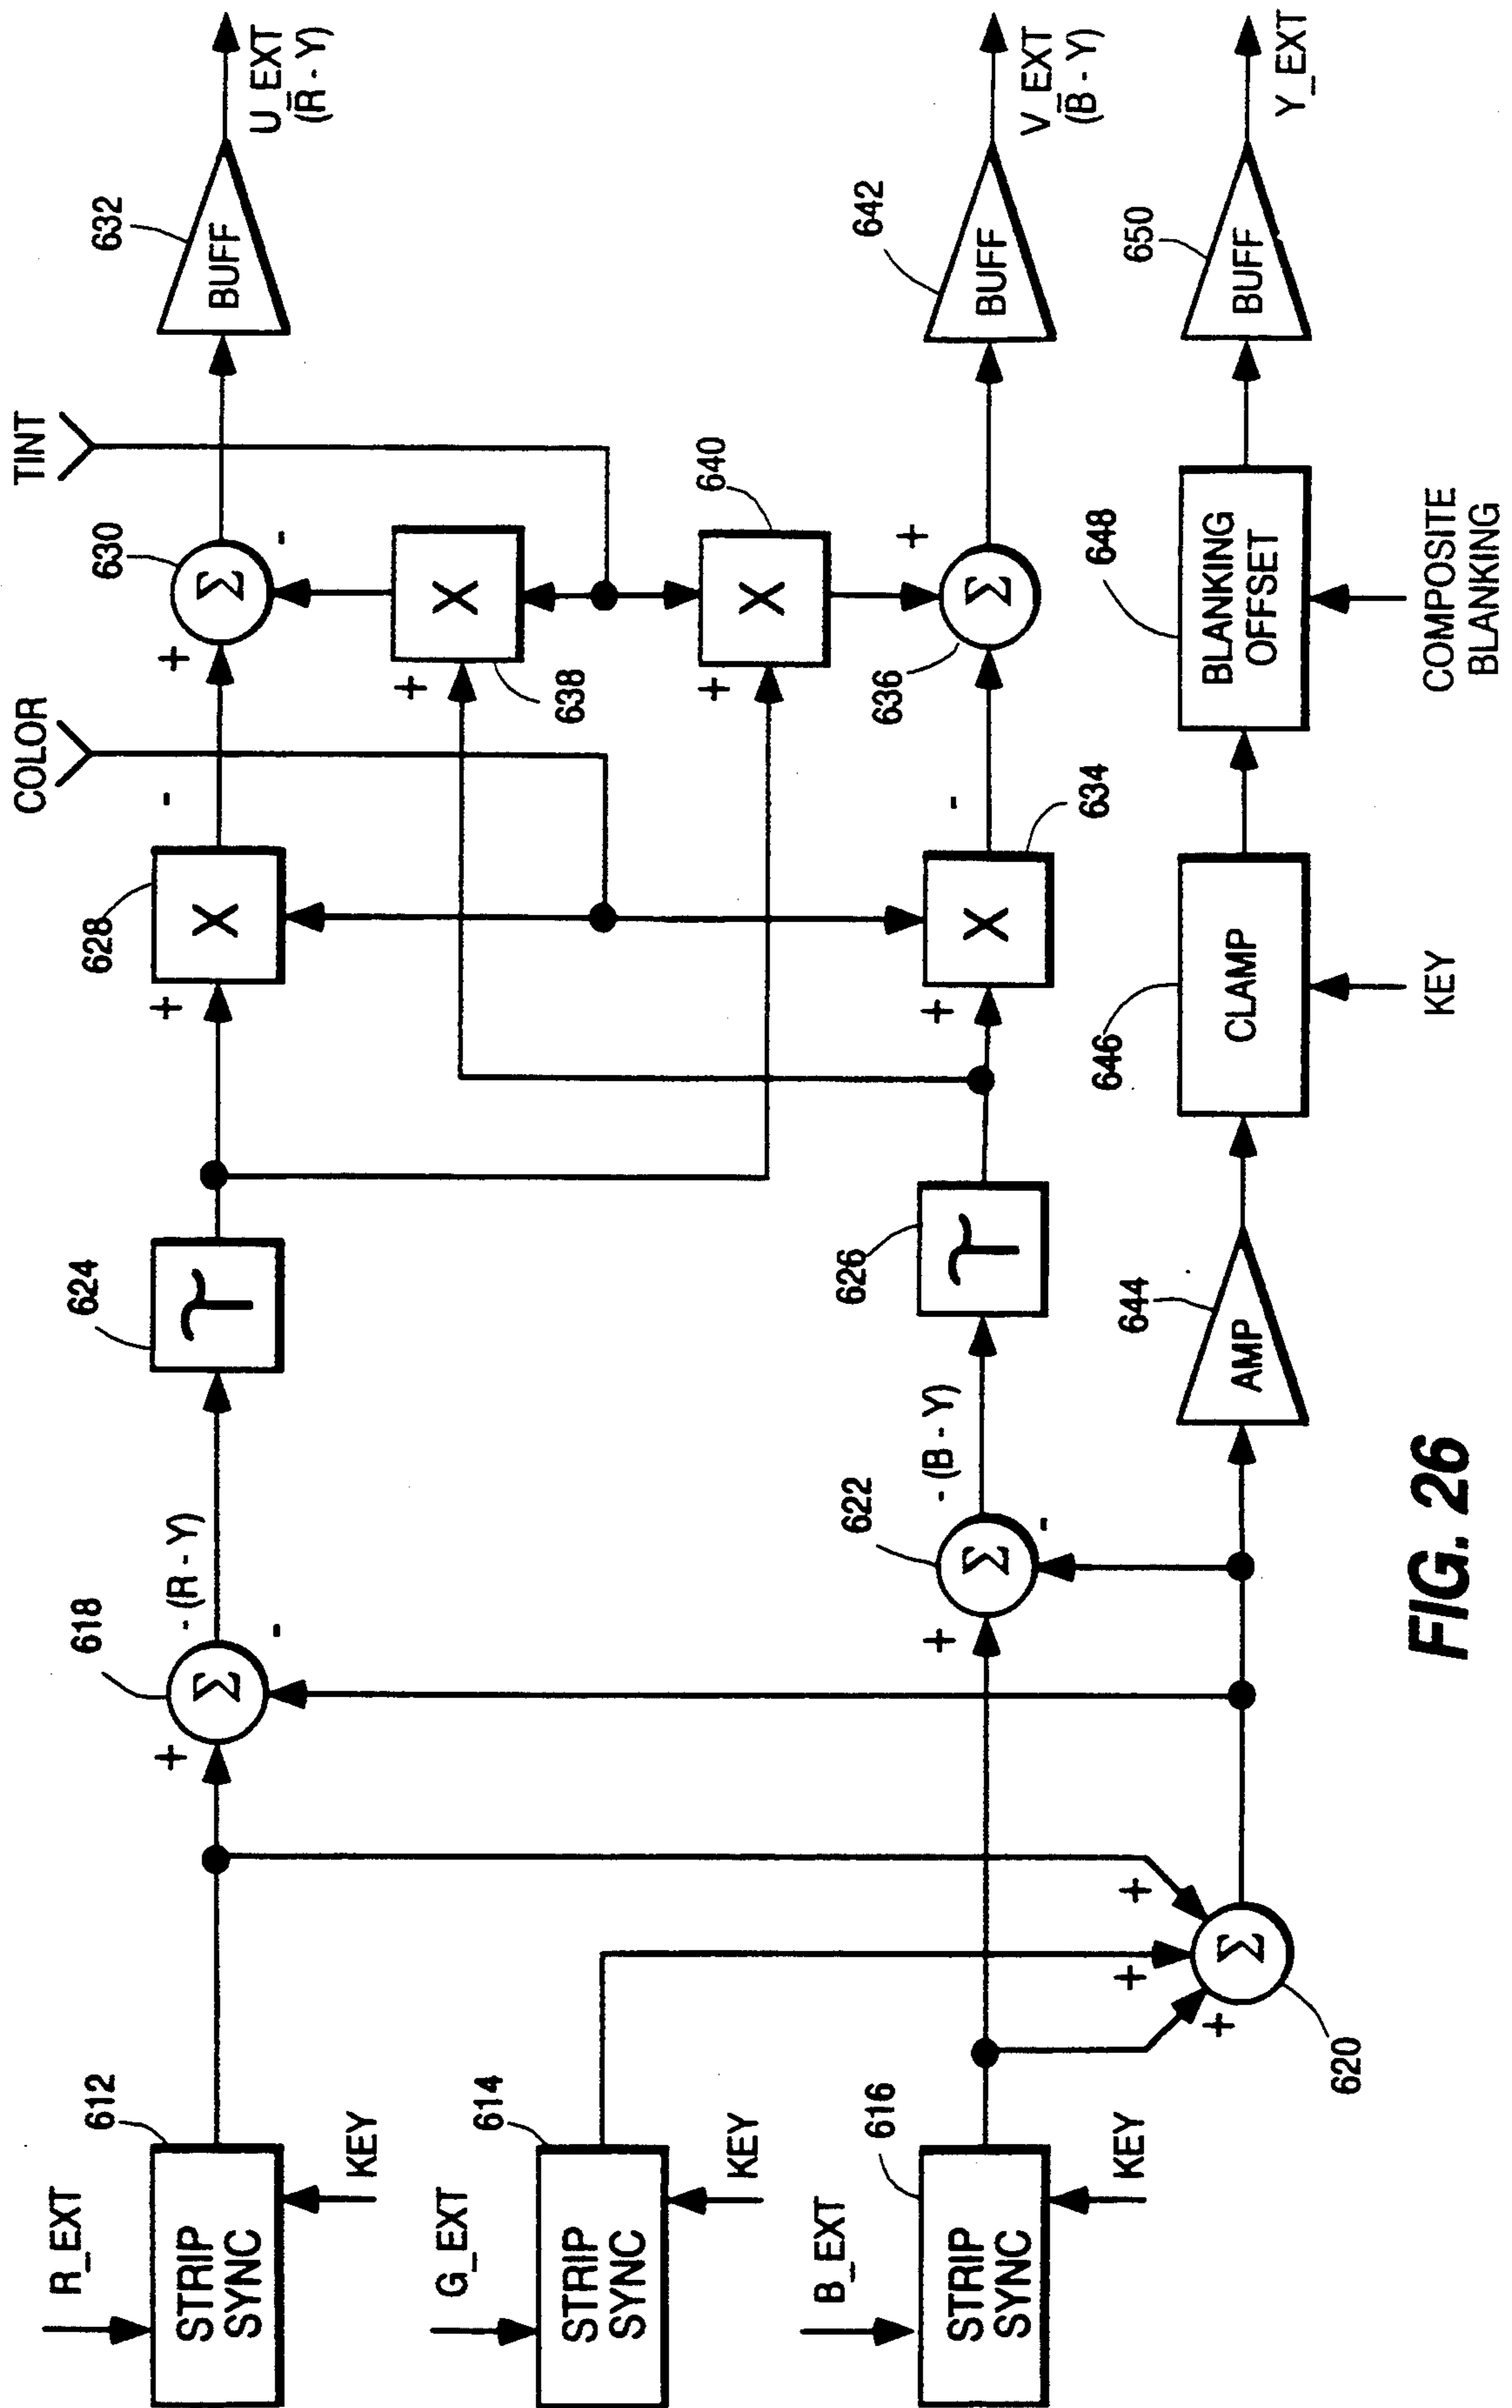 R_EXT
612
STRIP
SYNC
KEY
G_EXT
614
STRIP
SYNC
KEY
B_EXT
616
STRIP
SYNC
KEY
+
+
+
Σ
620
618
+
Σ
-
- (R - Y)
622
+
Σ
-
- (B - Y)
624
τ
626
τ
644
AMP
COLOR
628
+
X
-
+
X
-
634
646
CLAMP
KEY
TINT
630
+
Σ
-
+
X
638
640
+
X
636
+
Σ
648
BLANKING
OFFSET
COMPOSITE
BLANKING
632
BUFF
U_EXT
(R - Y)
642
BUFF
V_EXT
(B - Y)
650
BUFF
Y_EXT
FIG. 26